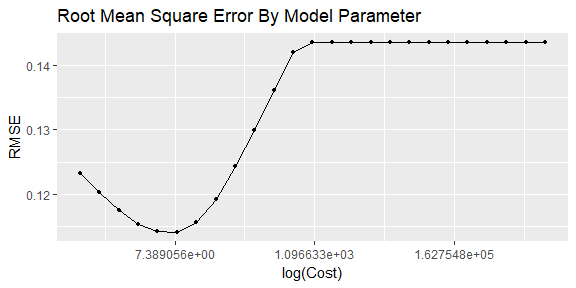 Root Mean Square Error By Model Parameter
0.14
0.13
0.12
RMSE
7.389056e+00
1.096633e+03
1.627548e+05
log(Cost)